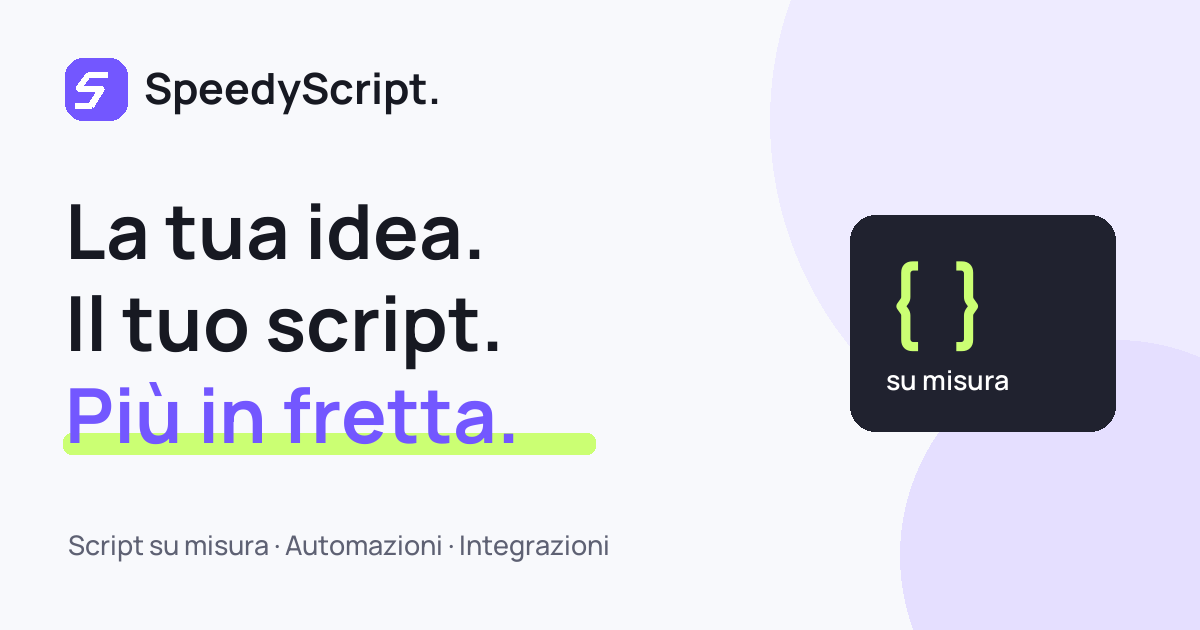 SpeedyScript.
La tua idea.
Il tuo script.
Più in fretta.
{ }
su misura
Script su misura · Automazioni · Integrazioni